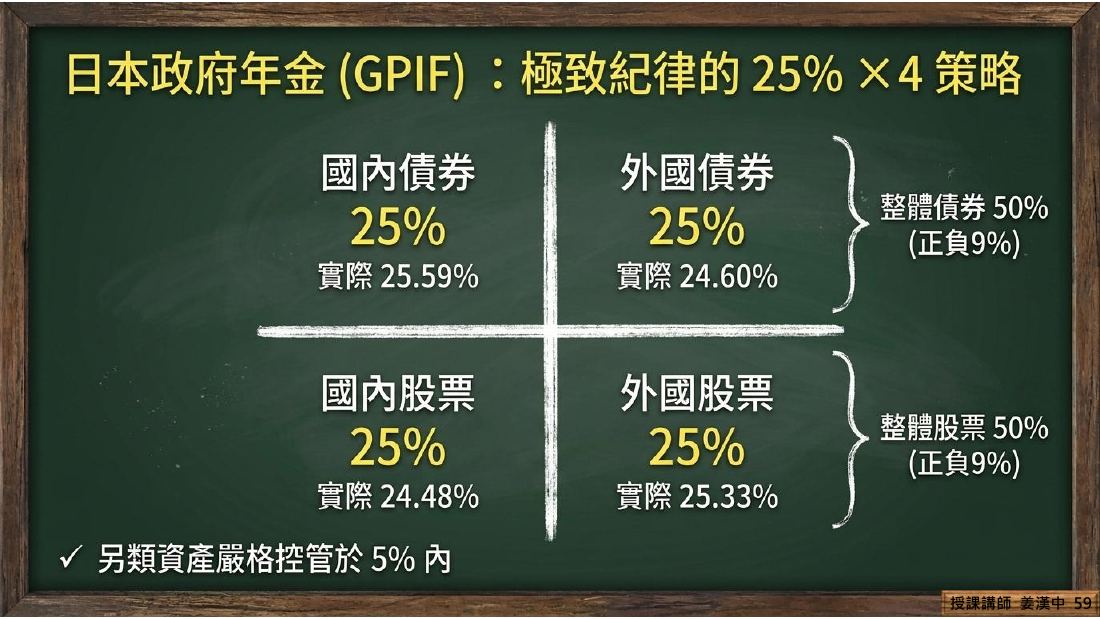 日本政府年金 (GPIF) ：極致紀律的 25% ×4 策略
國內債券
25%
實際 25.59%
外國債券
25%
實際 24.60%
整體債券 50%
(正負9%)
國內股票
25%
實際 24.48%
外國股票
25%
實際 25.33%
整體股票 50%
(正負9%)
✓ 另類資產嚴格控管於 5% 內
授課講師 姜漢中 59